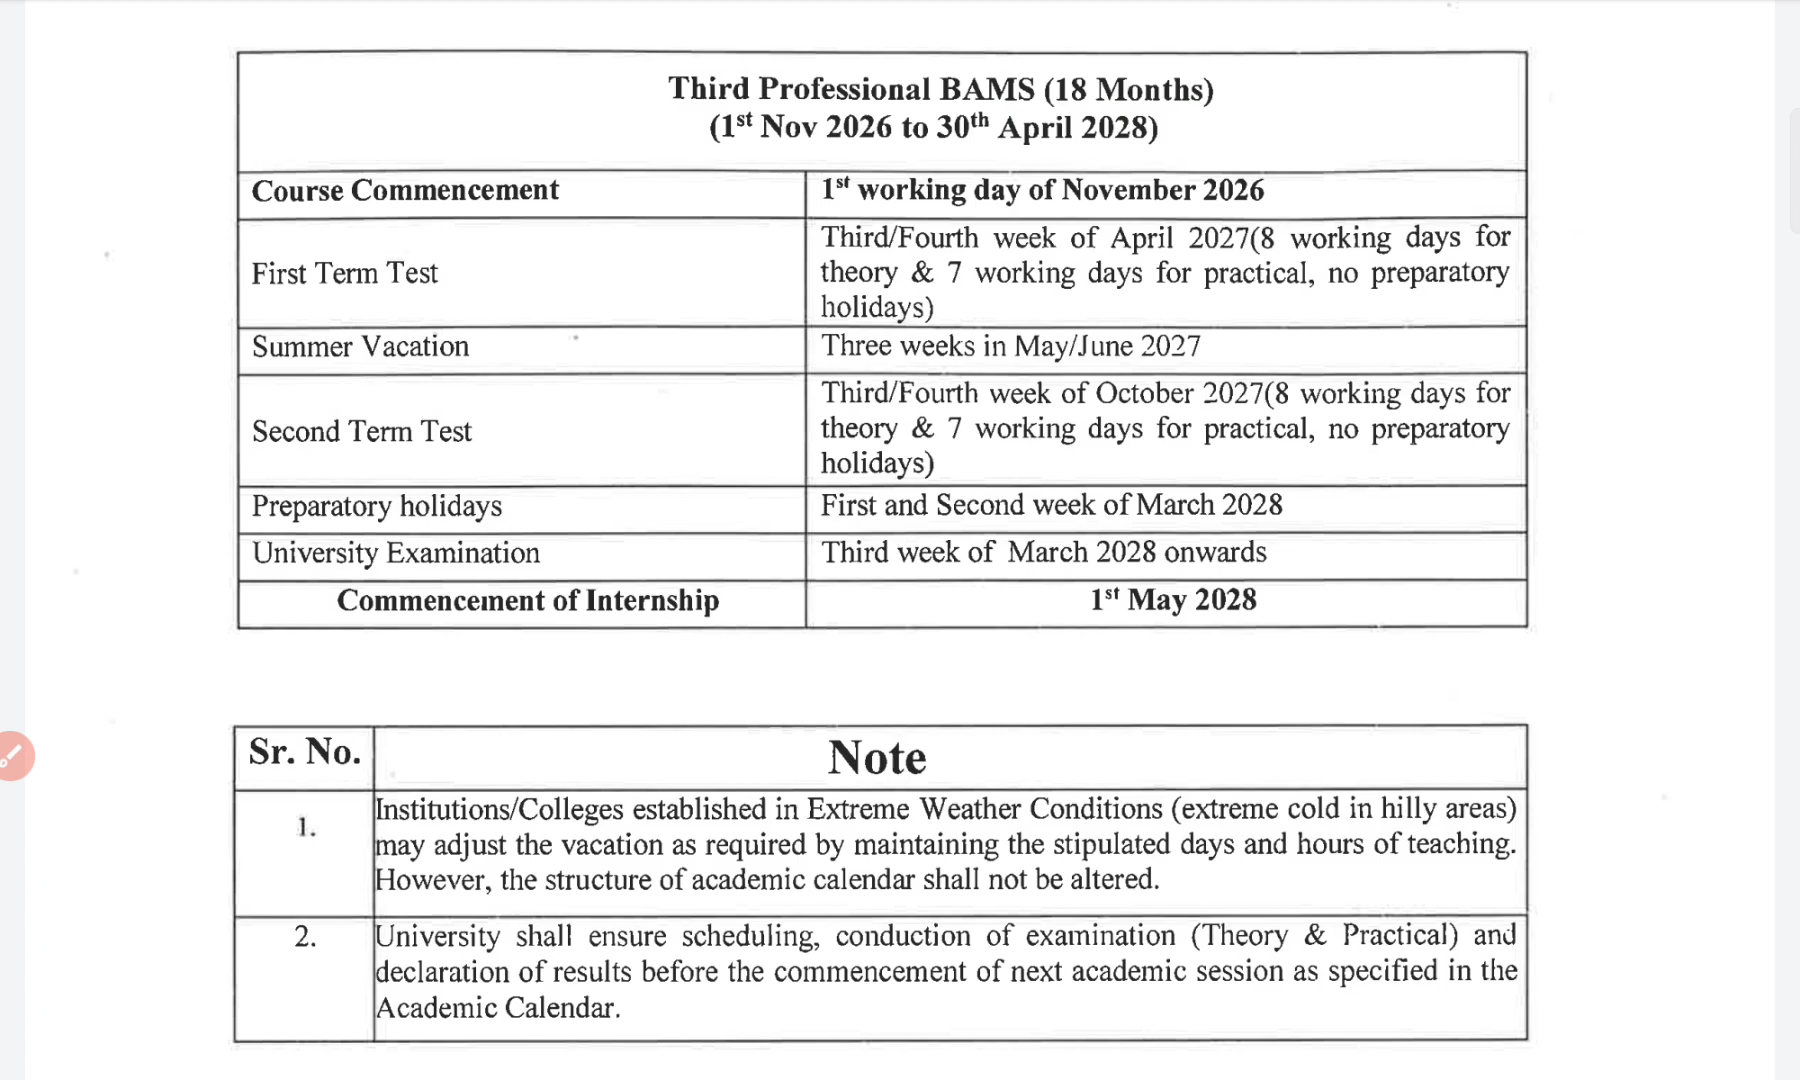 Third Professional BAMS (18 Months)
(1st Nov 2026 to 30th April 2028)
Course Commencement
1st working day of November 2026
First Term Test
Third/Fourth week of April 2027(8 working days for
theory & 7 working days for practical, no preparatory
holidays)
Summer Vacation
Three weeks in May/June 2027
Second Term Test
Third/Fourth week of October 2027(8 working days for
theory & 7 working days for practical, no preparatory
holidays)
Preparatory holidays
First and Second week of March 2028
University Examination
Third week of March 2028 onwards
Commencement of Internship
1st May 2028
Sr. No.
Note
1.
Institutions/Colleges established in Extreme Weather Conditions (extreme cold in hilly areas)
may adjust the vacation as required by maintaining the stipulated days and hours of teaching.
However, the structure of academic calendar shall not be altered.
2.
University shall ensure scheduling, conduction of examination (Theory & Practical) and
declaration of results before the commencement of next academic session as specified in the
Academic Calendar.